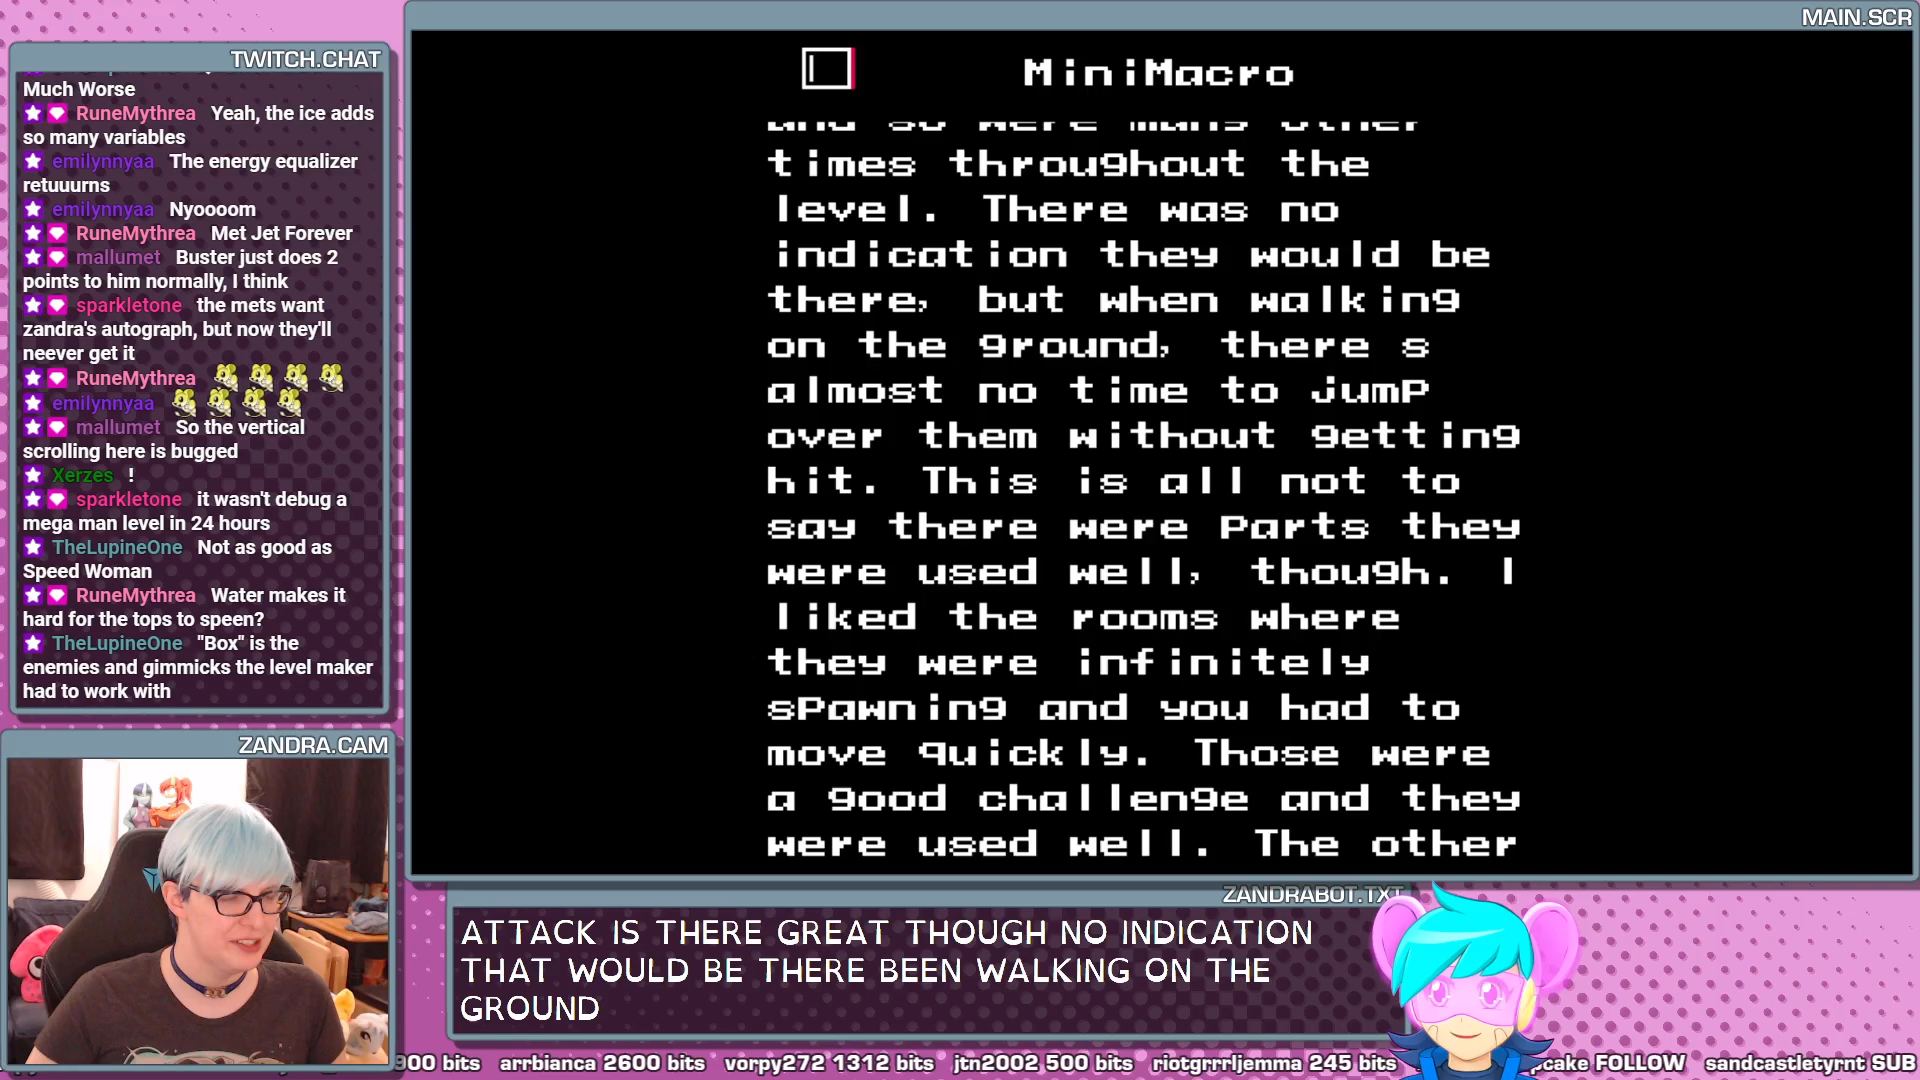 TWITCH.CHAT
Much Worse
RuneMythrea Yeah, the ice adds
so many variables
emilynnyaa The energy equalizer
retuuurns
emilynnyaa Nyoooom
RuneMythrea Met Jet Forever
mallumet Buster just does 2
points to him normally, I think
sparkletone the mets want
zandra's autograph, but now they'll
neever get it
RuneMythrea
emilynnyaa
mallumet So the vertical
scrolling here is bugged
Xerzes !
sparkletone it wasn't debug a
mega man level in 24 hours
TheLupineOne Not as good as
Speed Woman
RuneMythrea Water makes it
hard for the tops to speen?
TheLupineOne "Box" is the
enemies and gimmicks the level maker
had to work with
ZANDRA.CAM
MAIN.SCR
MiniMacro
and so were many other
times throughout the
level. There was no
indication they would be
there, but when walking
on the ground, there s
almost no time to jump
over them without getting
hit. This is all not to
say there were parts they
were used well, though. I
liked the rooms where
they were infinitely
spawning and you had to
move quickly. Those were
a good challenge and they
were used well. The other
ZANDRABOT.TXT
ATTACK IS THERE GREAT THOUGH NO INDICATION
THAT WOULD BE THERE BEEN WALKING ON THE
GROUND
900 bits arrbianca 2600 bits vorpy272 1312 bits jtn2002 500 bits riotgrrrljemma 245 bits pcake FOLLOW sandcastletyrnt SUB